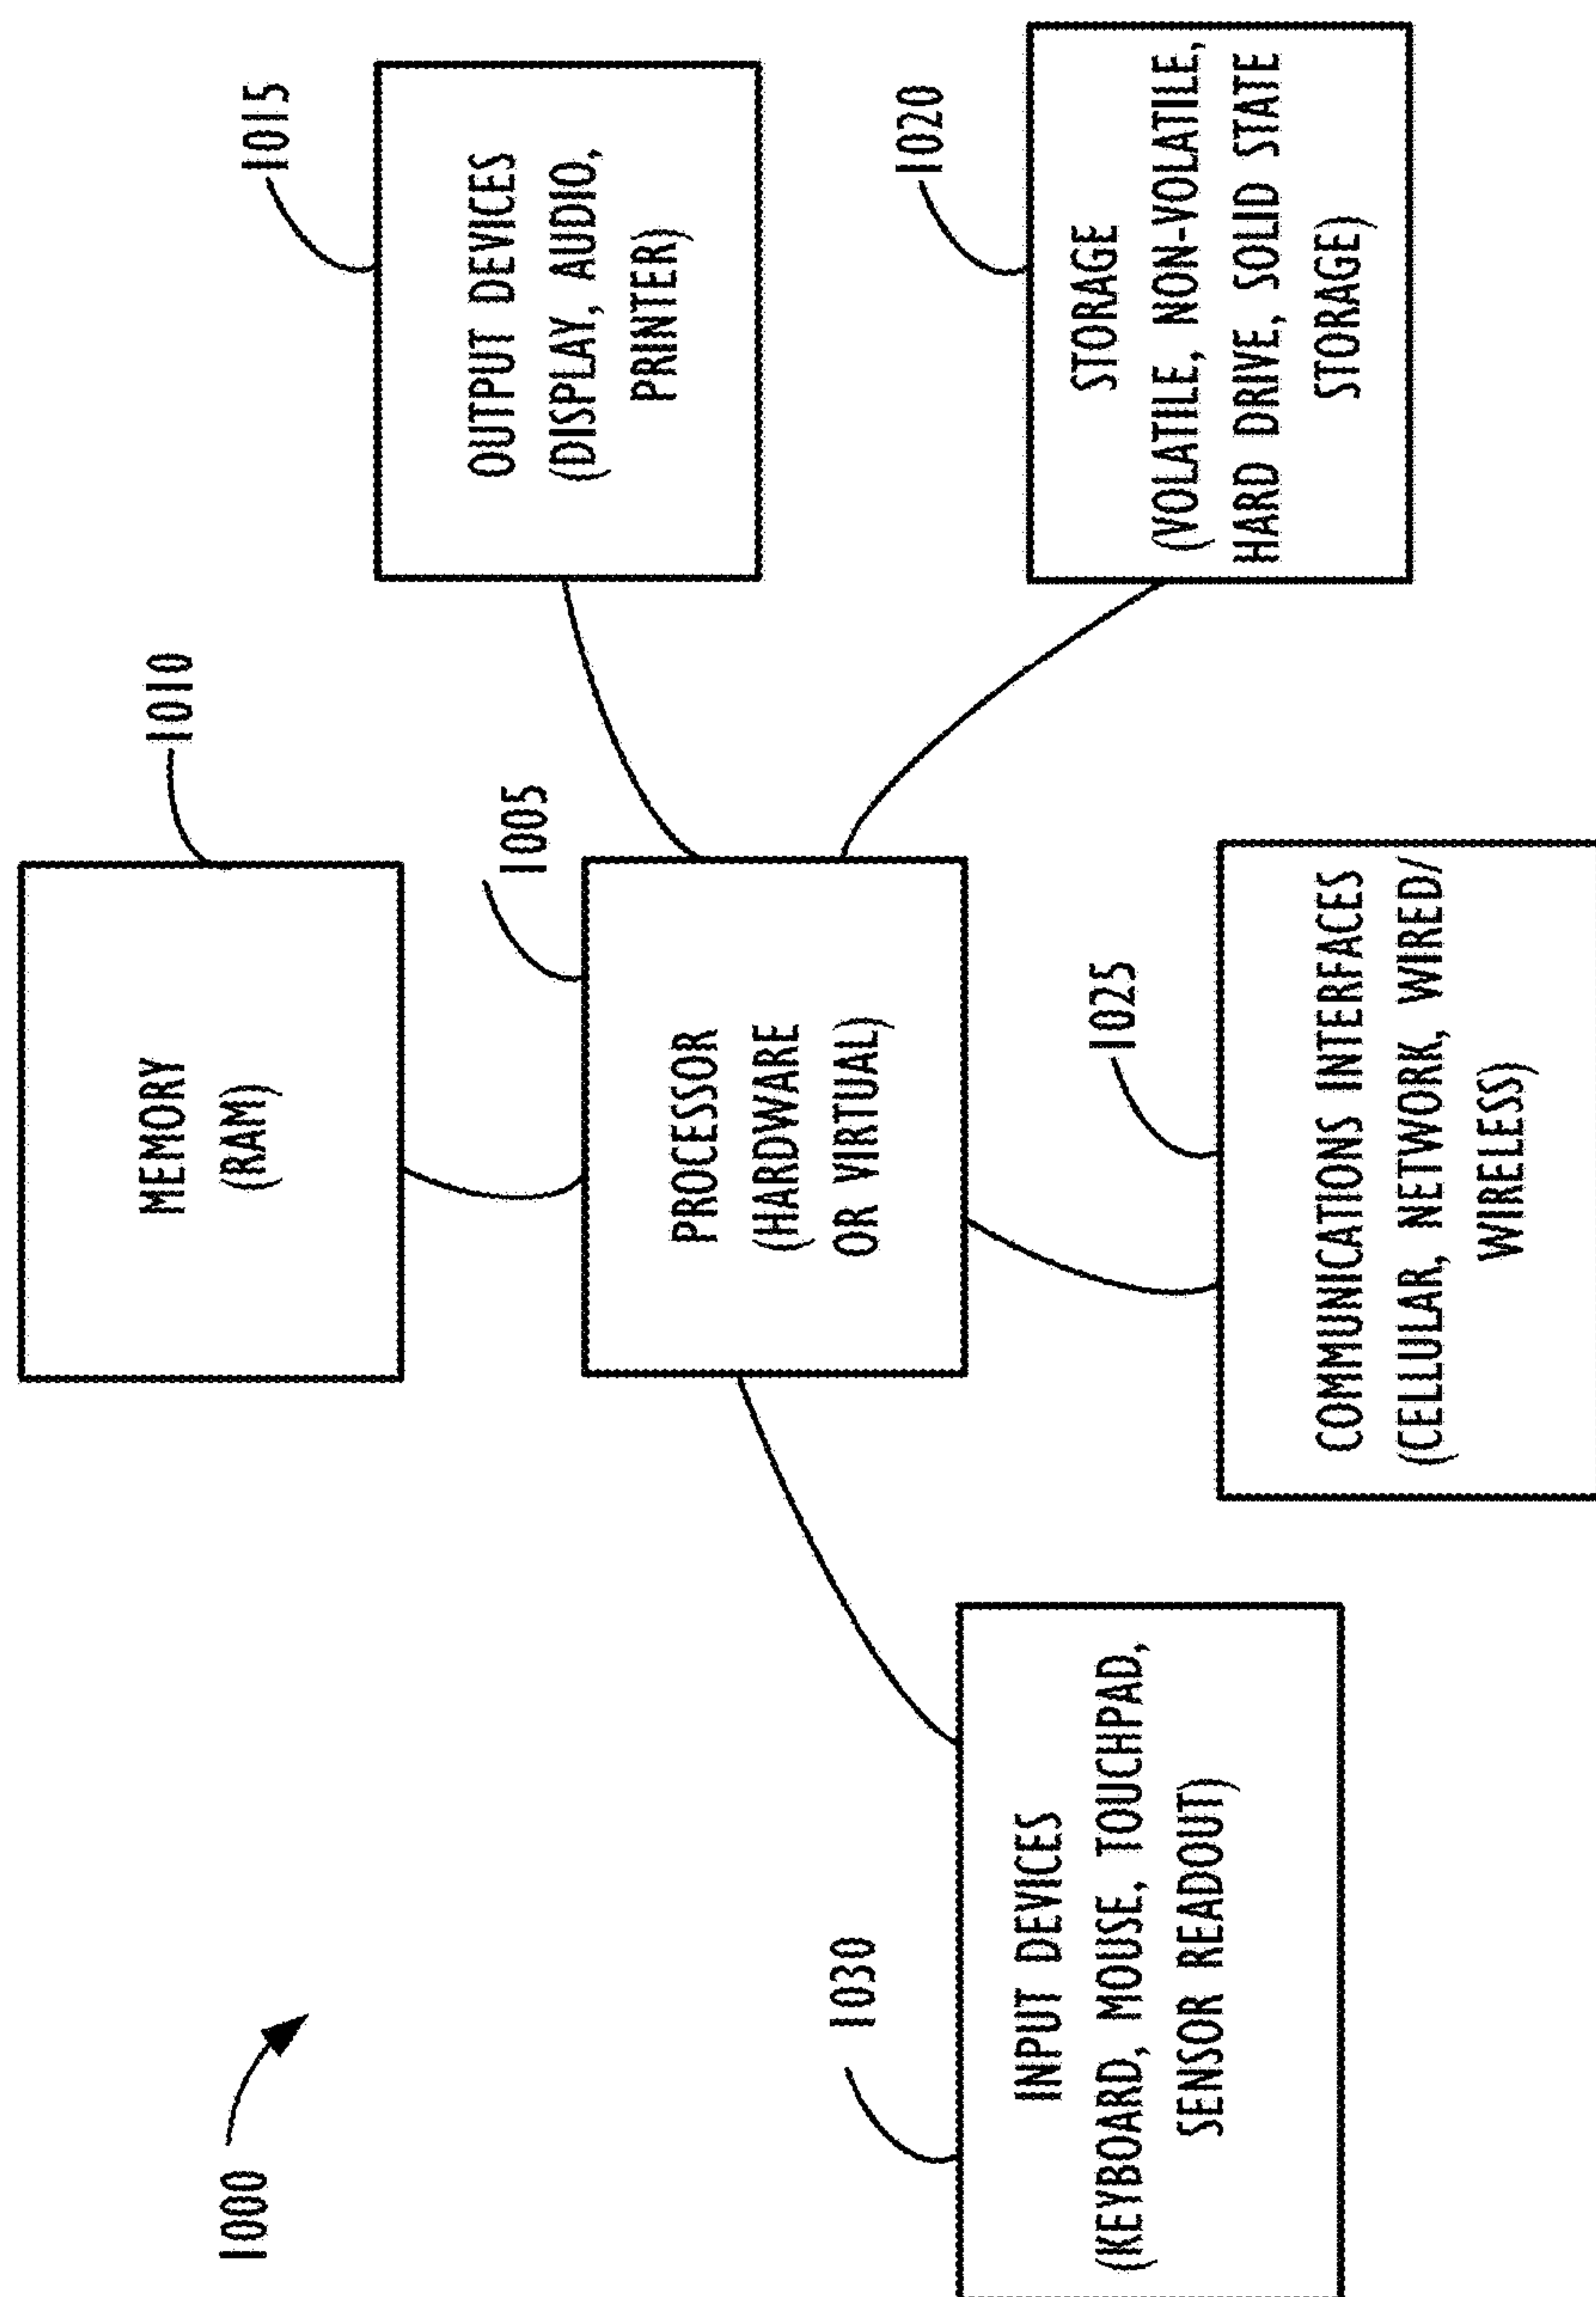 1010
MEMORY
(RAM)
1015
OUTPUT DEVICES
(DISPLAY, AUDIO,
PRINTER)
1000
1005
PROCESSOR
(HARDWARE
OR VIRTUAL)
1030
INPUT DEVICES
(KEYBOARD, MOUSE, TOUCHPAD,
SENSOR READOUT)
1025
COMMUNICATIONS INTERFACES
(CELLULAR, NETWORK, WIRED/
WIRELESS)
1020
STORAGE
(VOLATILE, NON-VOLATILE,
HARD DRIVE, SOLID STATE
STORAGE)